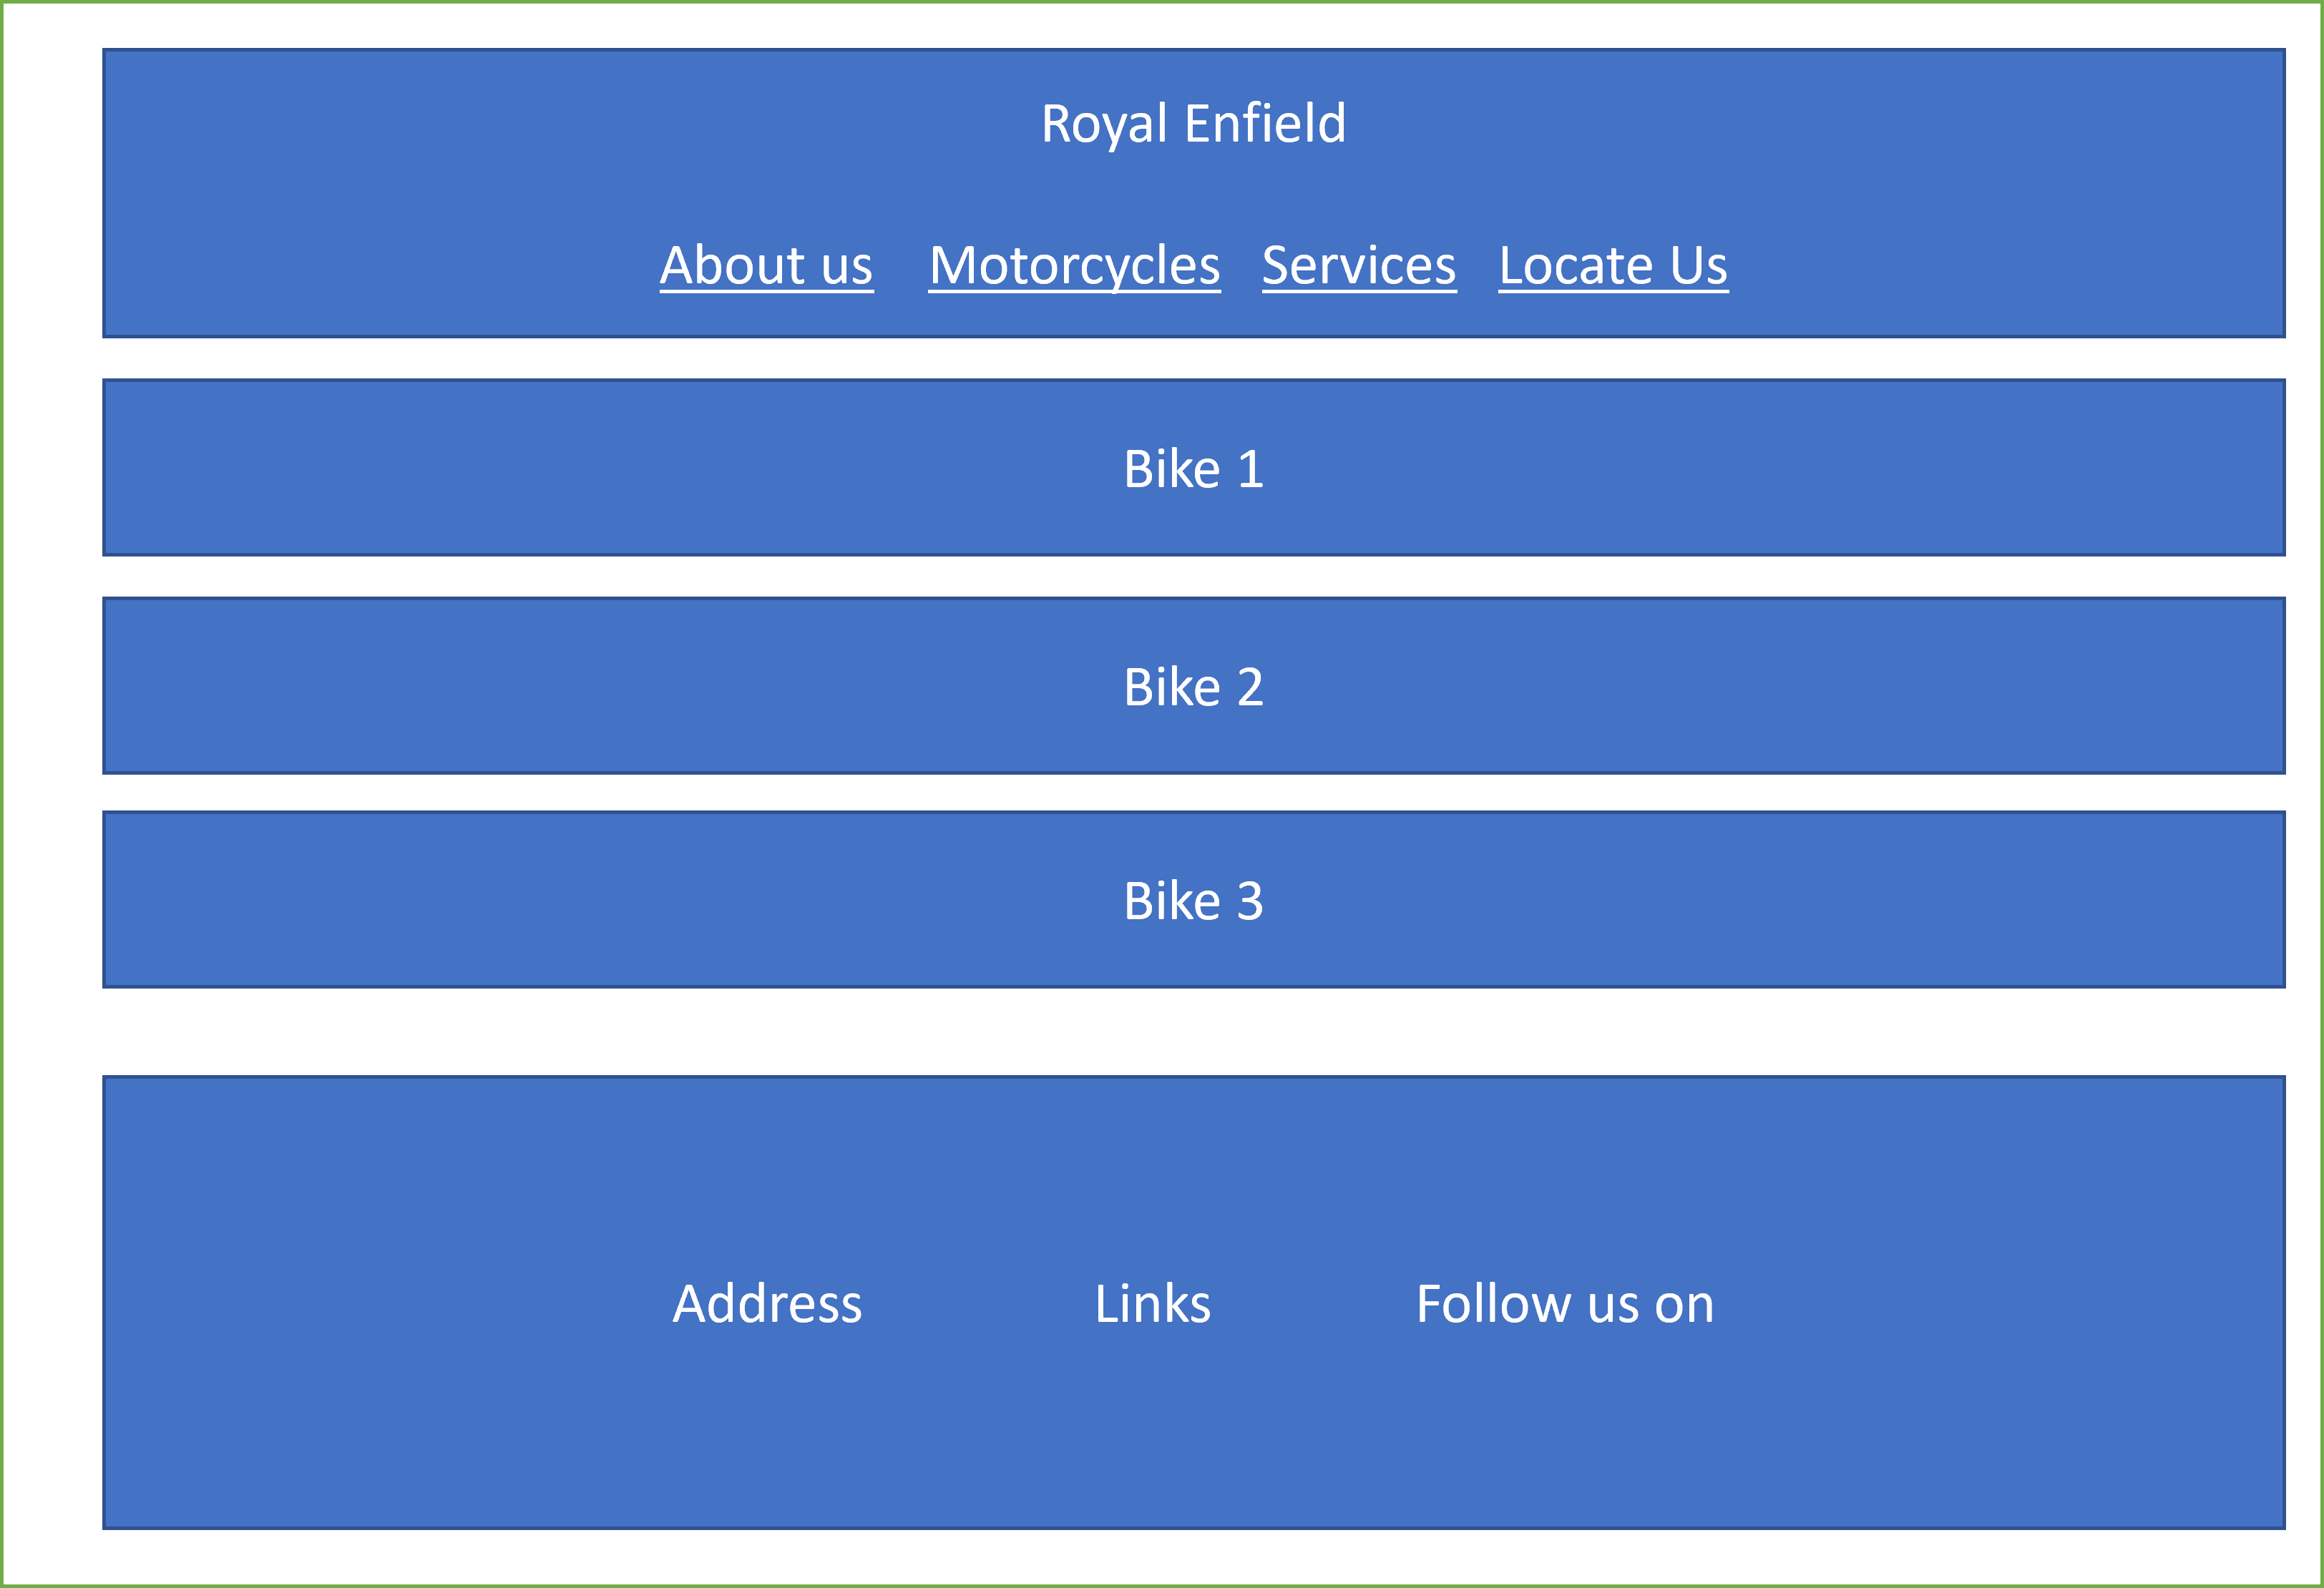 Royal Enfield
About us Motorcycles Services Locate Us
Bike 1
Bike 2
Bike 3
Address Links Follow us on